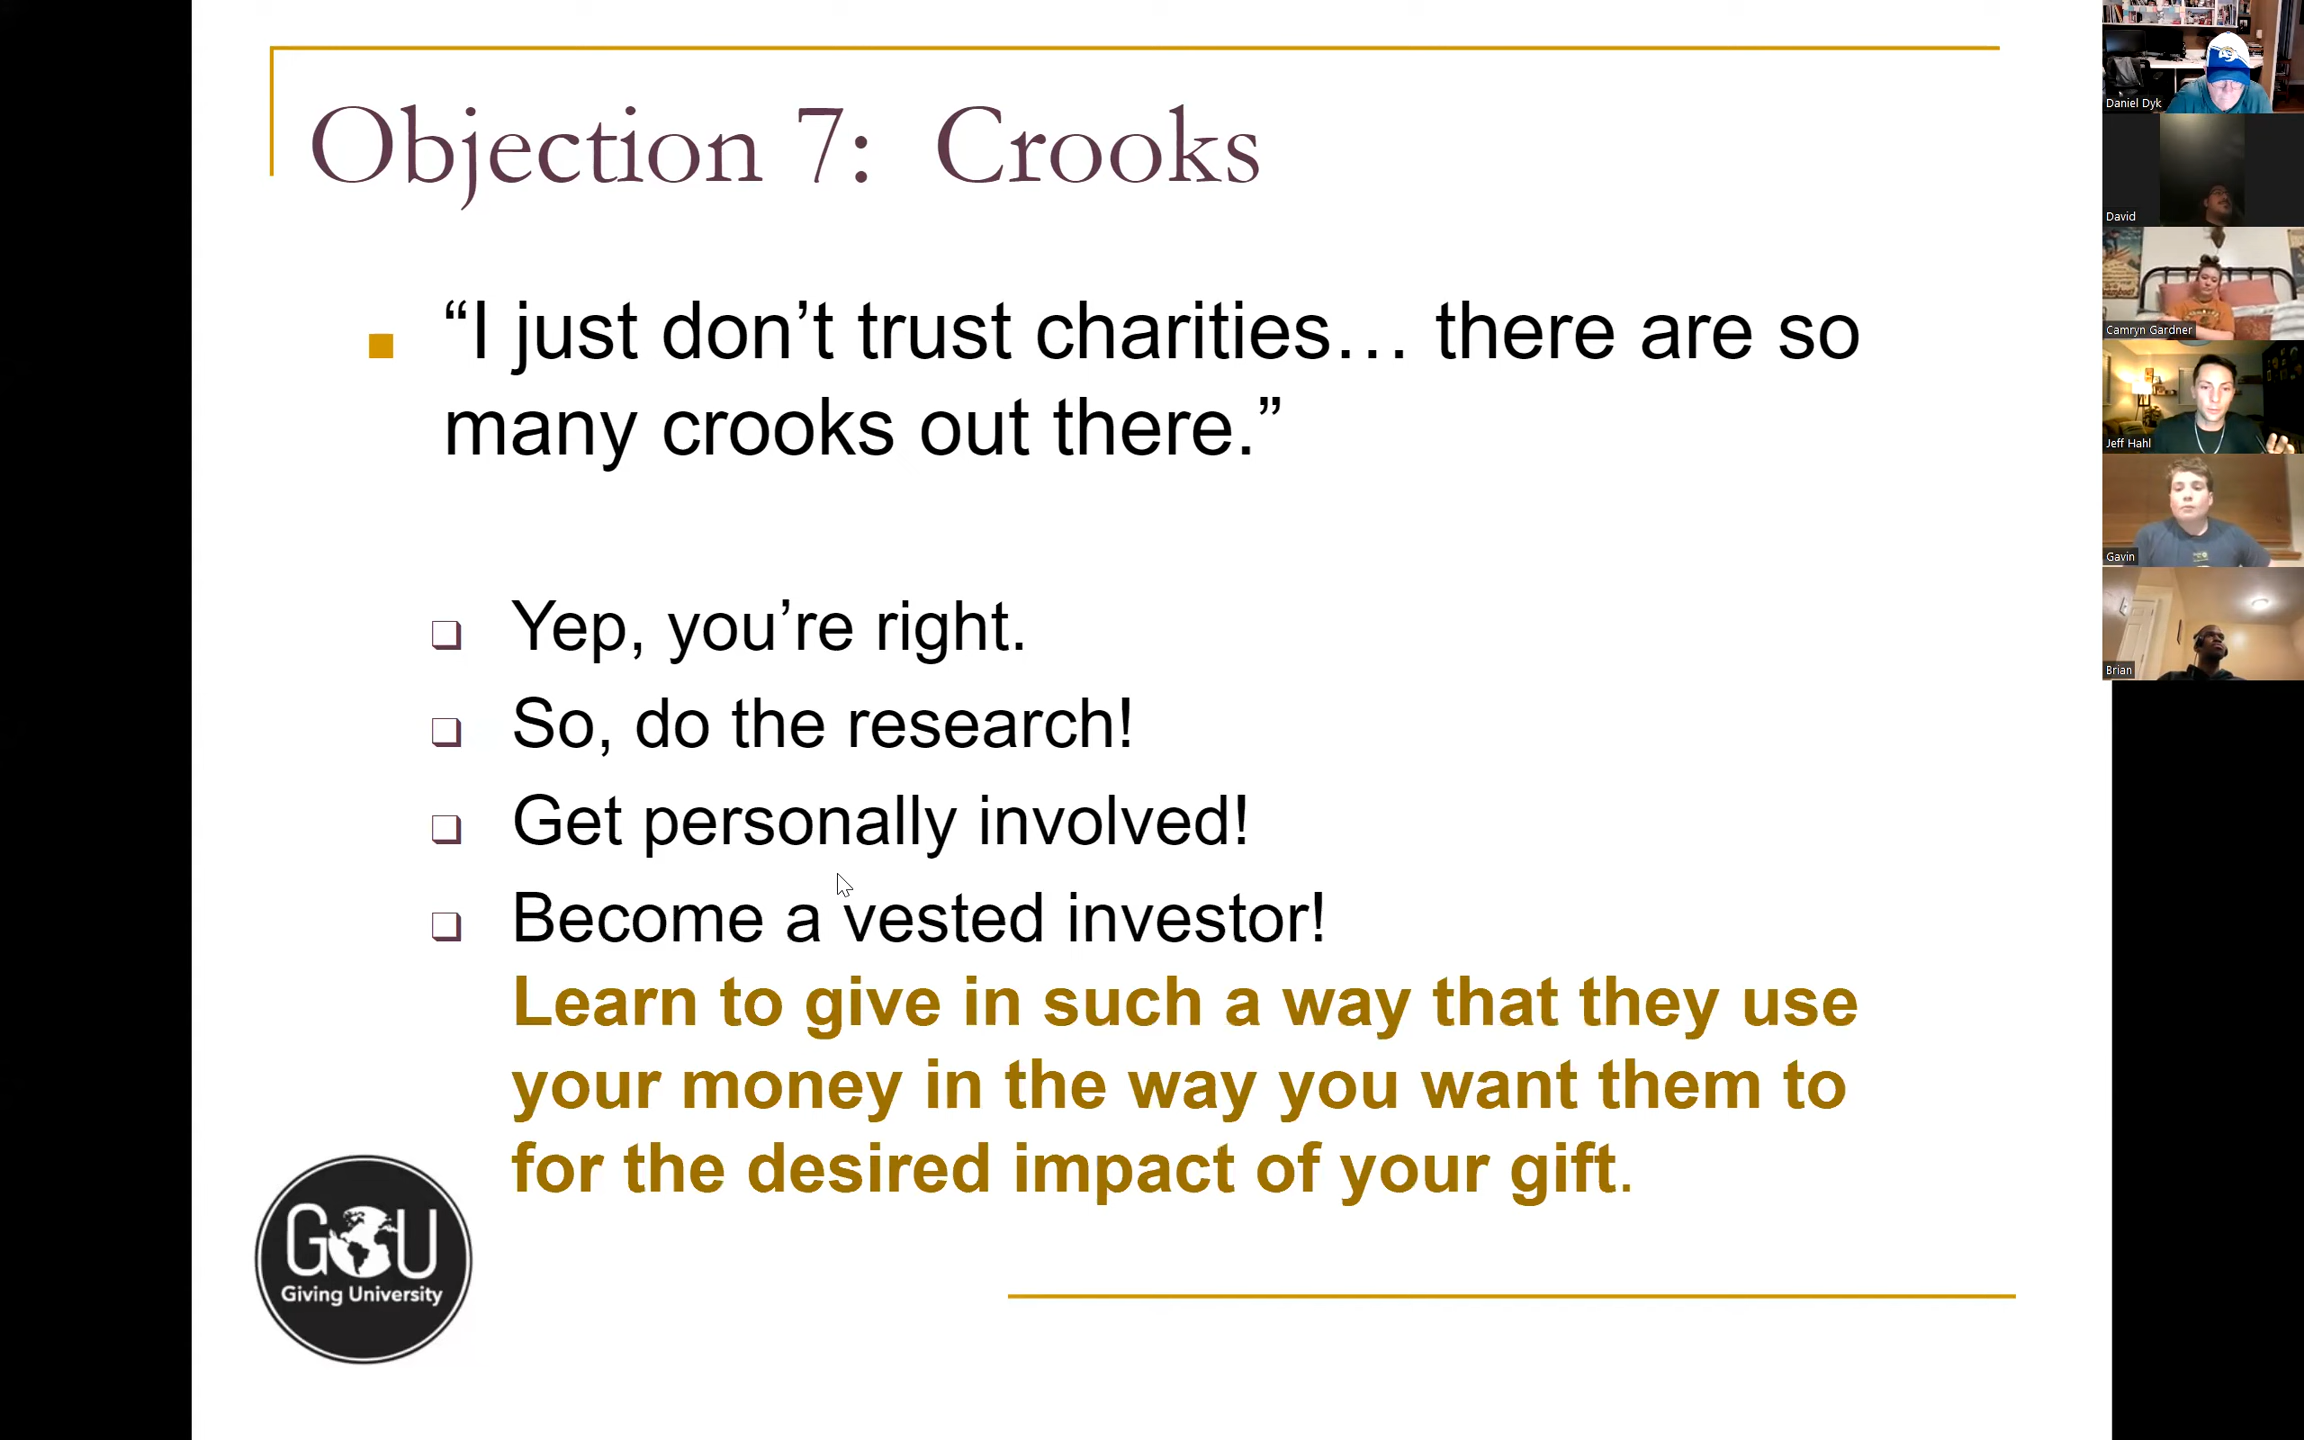 Objection 7: Crooks
“I just don’t trust charities… there are so
many crooks out there.”
Yep, you’re right.
So, do the research!
Get personally involved!
Become a vested investor!
Learn to give in such a way that they use
your money in the way you want them to
for the desired impact of your gift.
GU
Giving University
Daniel Dyk
David
Camryn Gardner
Jeff Hahl
Gavin
Brian